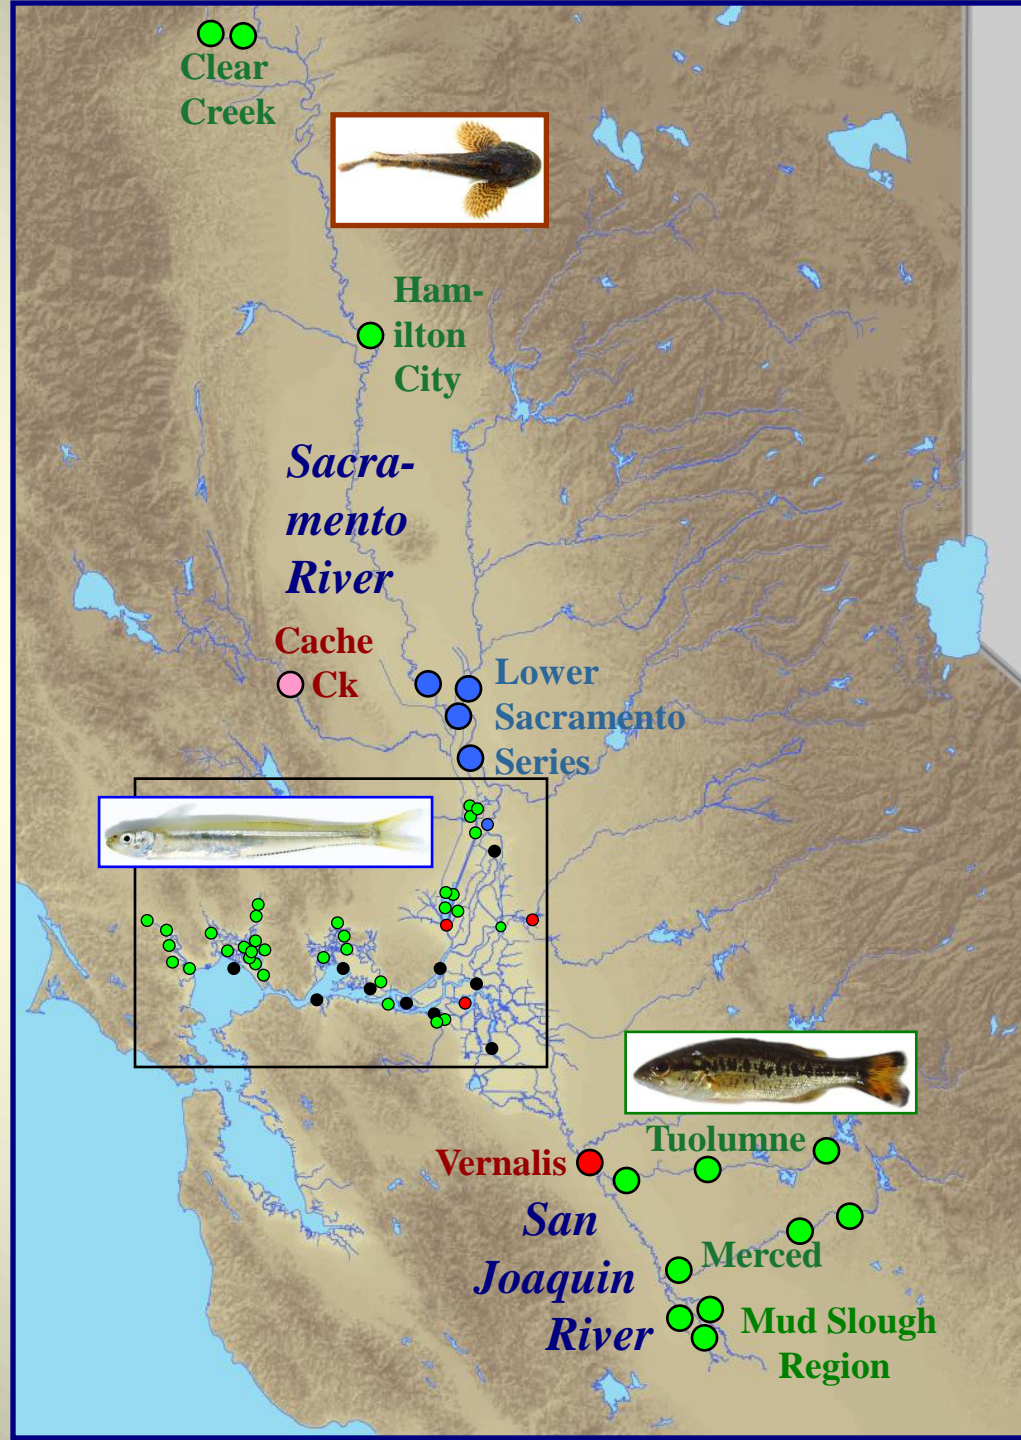 Clear
Creek
Ham-
ilton
City
Sacra-
mento
River
Cache
Ck
Lower
Sacramento
Series
Tuolumne
Vernalis
San
Joaquin
River
Merced
Mud Slough
Region